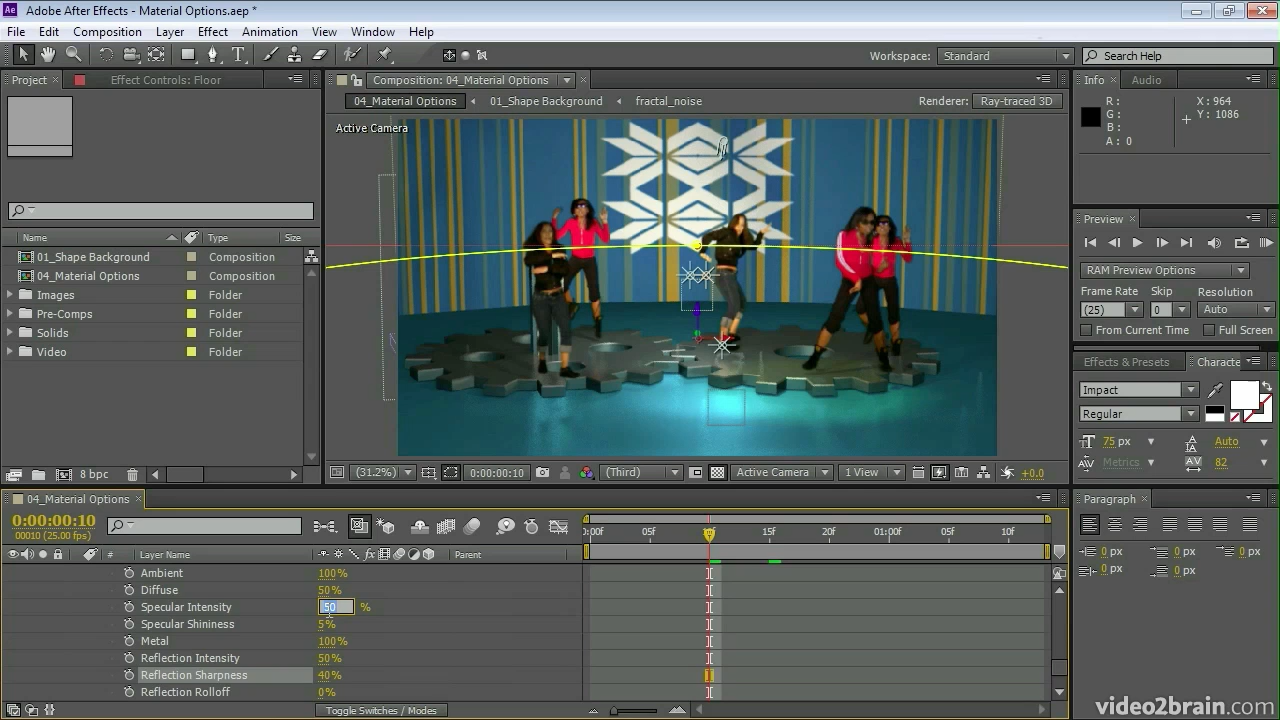 Adobe After Effects - Material Options.aep *
File Edit Composition Layer Effect Animation View Window Help
Workspace: Standard Search Help
Project Effect Controls: Floor
Composition: 04_Material Options
04_Material Options 01_Shape Background fractal_noise Renderer: Ray-traced 3D
Active Camera
Info Audio
R: X: 964
G: Y: 1086
B:
A: 0
Name Type Size
01_Shape Background Composition
04_Material Options Composition
Images Folder
Pre-Comps Folder
Solids Folder
Video Folder
8 bpc
(31.2%) 0:00:00:10 (Third) Active Camera 1 View +0.0
Preview
RAM Preview Options
Frame Rate Skip Resolution
(25) 0 Auto
From Current Time Full Screen
Effects & Presets Characte
Impact
Regular
75 px Auto
Metrics 82
Paragraph
0 px 0 px 0 px
0 px 0 px
04_Material Options
0:00:00:10
00010 (25.00 fps)
0:00F 05F 10F 15F 20F 01:00F 05F 10F
# Layer Name Parent
Ambient 100%
Diffuse 50%
Specular Intensity 50 %
Specular Shininess 5%
Metal 100%
Reflection Intensity 50%
Reflection Sharpness 40%
Reflection Rolloff 0%
Toggle Switches / Modes
video2brain.com